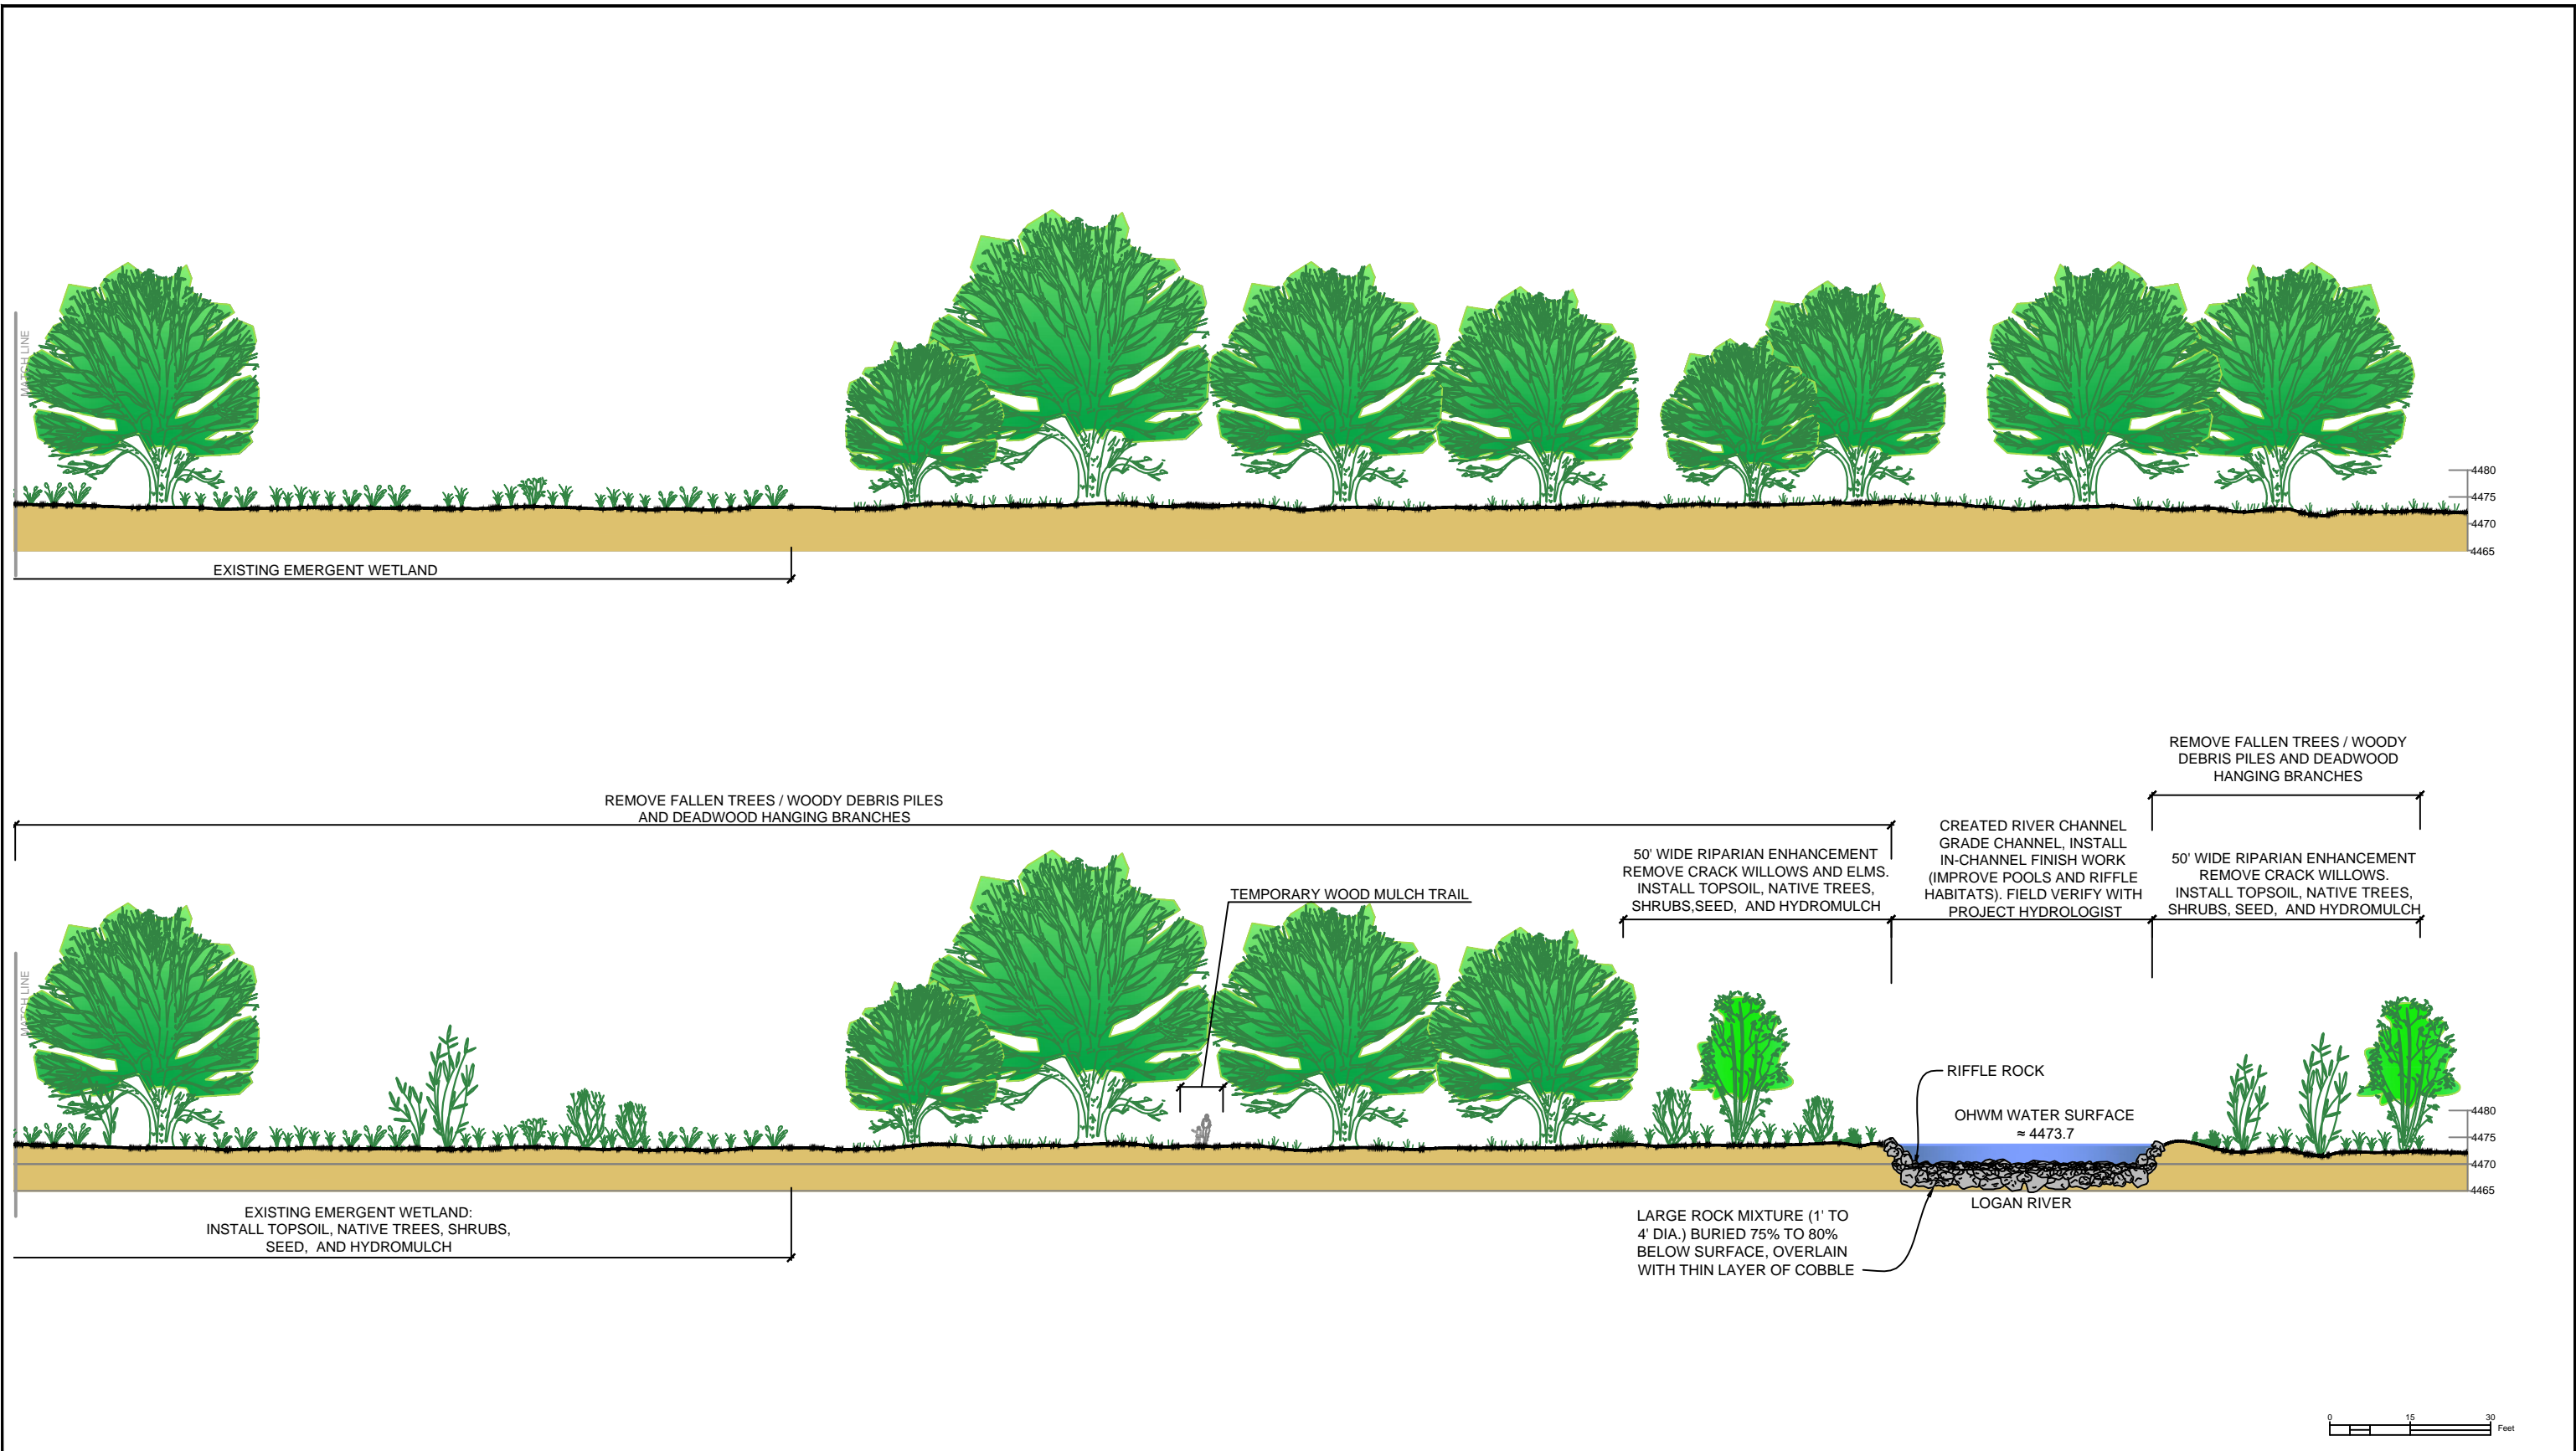 MATCH LINE
4480
4475
4470
4465
EXISTING EMERGENT WETLAND
REMOVE FALLEN TREES / WOODY
DEBRIS PILES AND DEADWOOD
HANGING BRANCHES
REMOVE FALLEN TREES / WOODY DEBRIS PILES
AND DEADWOOD HANGING BRANCHES
CREATED RIVER CHANNEL
GRADE CHANNEL, INSTALL
IN-CHANNEL FINISH WORK
(IMPROVE POOLS AND RIFFLE
HABITATS). FIELD VERIFY WITH
PROJECT HYDROLOGIST
50' WIDE RIPARIAN ENHANCEMENT
REMOVE CRACK WILLOWS AND ELMS.
INSTALL TOPSOIL, NATIVE TREES,
SHRUBS,SEED, AND HYDROMULCH
50' WIDE RIPARIAN ENHANCEMENT
REMOVE CRACK WILLOWS.
INSTALL TOPSOIL, NATIVE TREES,
SHRUBS, SEED, AND HYDROMULCH
TEMPORARY WOOD MULCH TRAIL
MATCH LINE
RIFFLE ROCK
OHWM WATER SURFACE
≈ 4473.7
4480
4475
4470
4465
LOGAN RIVER
EXISTING EMERGENT WETLAND:
INSTALL TOPSOIL, NATIVE TREES, SHRUBS,
SEED, AND HYDROMULCH
LARGE ROCK MIXTURE (1' TO
4' DIA.) BURIED 75% TO 80%
BELOW SURFACE, OVERLAIN
WITH THIN LAYER OF COBBLE
0 15 30
Feet